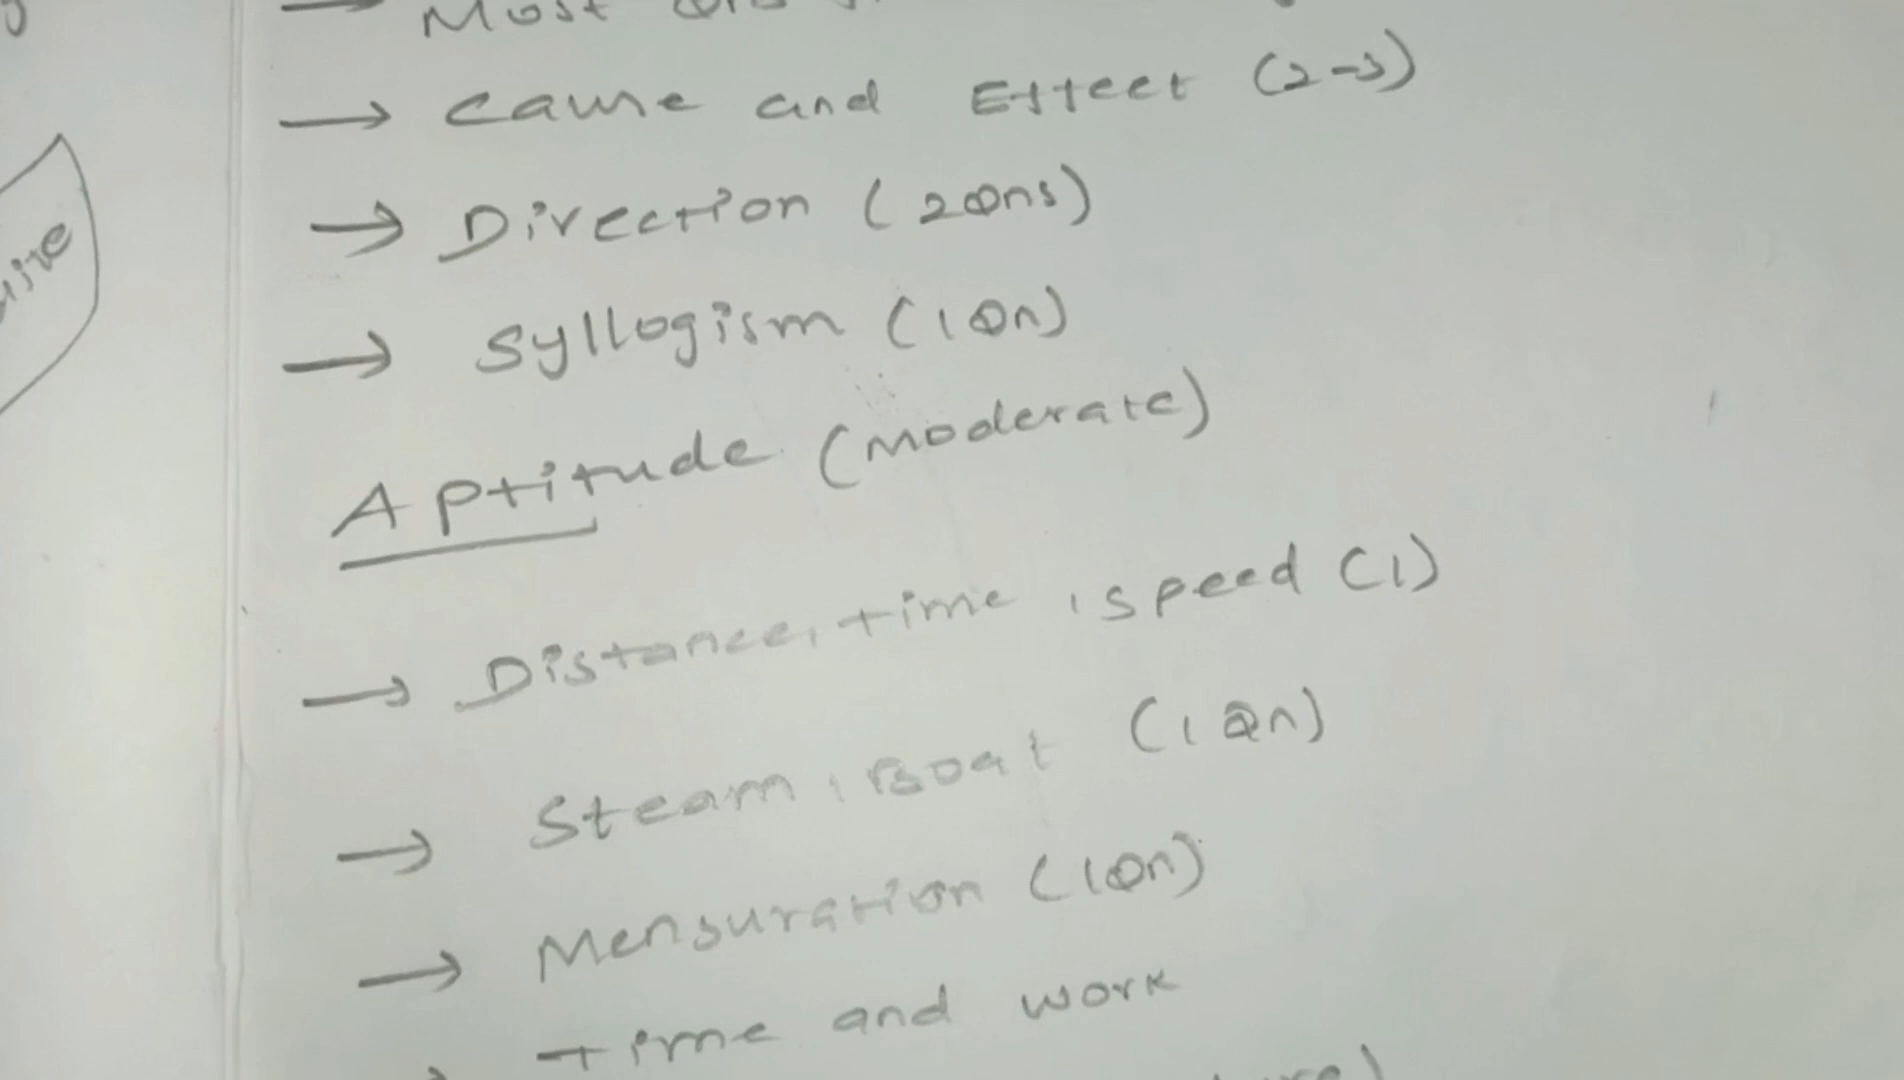 → Most
→ Cause and Effect (2-3)
→ Direction (2Qns)
→ Syllogism (1Qn)
Aptitude (Moderate)
→ Distance, time, speed (1)
→ Steam, Boat (1Qn)
→ Mensuration (1Qn)
→ Time and work